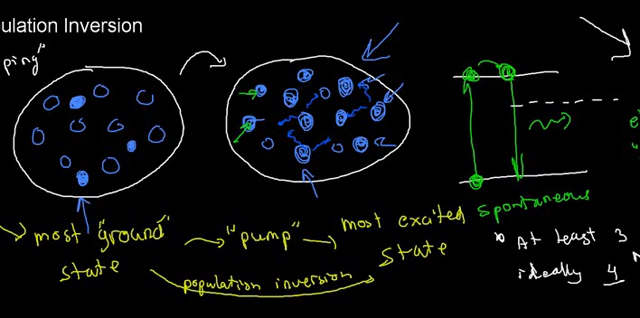 ulation Inversion
ping"
most "ground"
state
"pump"
most excited
state
population inversion
spontaneous
At least 3
ideally 4